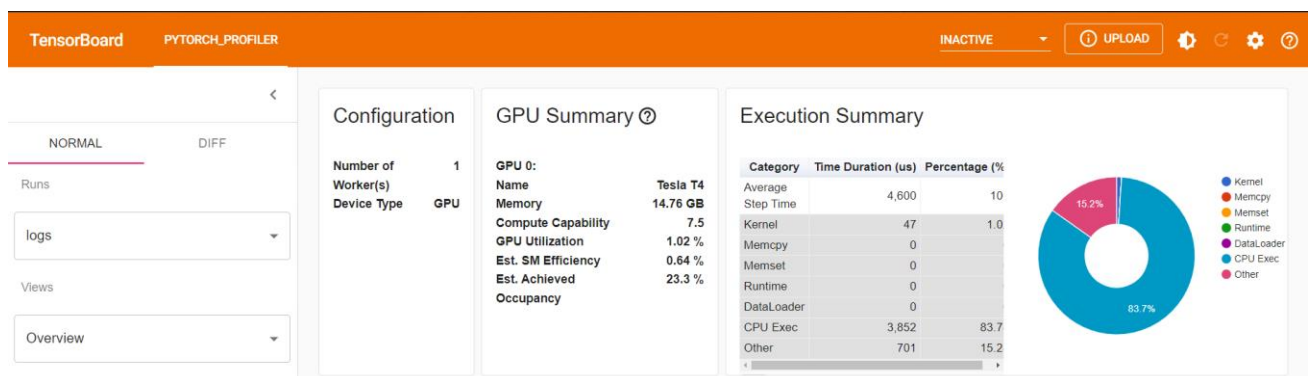 TensorBoard PYTORCH_PROFILER INACTIVE UPLOAD
NORMAL DIFF
Runs
logs
Views
Overview
Configuration
Number of Worker(s) 1
Device Type GPU
GPU Summary
GPU 0:
Name Tesla T4
Memory 14.76 GB
Compute Capability 7.5
GPU Utilization 1.02 %
Est. SM Efficiency 0.64 %
Est. Achieved Occupancy 23.3 %
Execution Summary
Category Time Duration (us) Percentage (%
Average Step Time 4,600 10
Kernel 47 1.0
Memcpy 0
Memset 0
Runtime 0
DataLoader 0
CPU Exec 3,852 83.7
Other 701 15.2
15.2%
83.7%
Kernel
Memcpy
Memset
Runtime
DataLoader
CPU Exec
Other